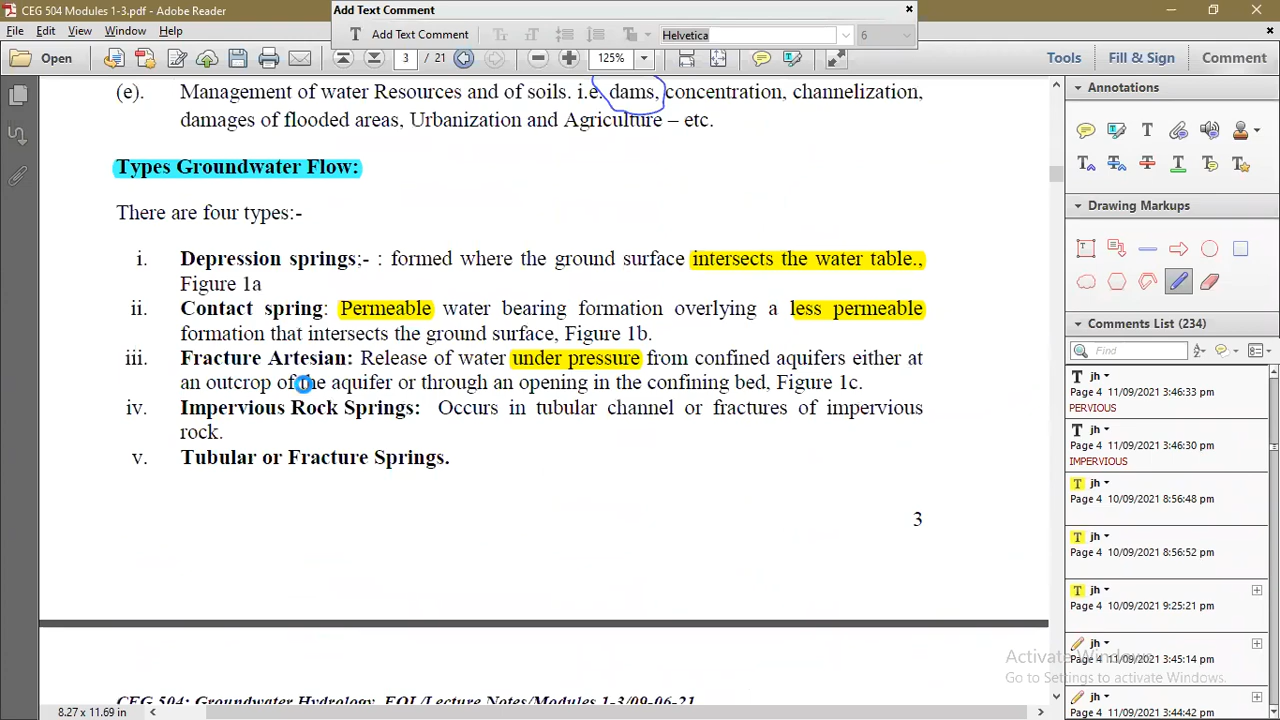 CEG 504 Modules 1-3.pdf - Adobe Reader
Add Text Comment
File Edit View Window Help
T Add Text Comment Tr Tr Helvetica 6
Open 3 / 21 125% Tools Fill & Sign Comment
(e). Management of water Resources and of soils. i.e. dams, concentration, channelization,
damages of flooded areas, Urbanization and Agriculture – etc.
Types Groundwater Flow:
There are four types:-
i. Depression springs;- : formed where the ground surface intersects the water table.,
Figure 1a
ii. Contact spring: Permeable water bearing formation overlying a less permeable
formation that intersects the ground surface, Figure 1b.
iii. Fracture Artesian: Release of water under pressure from confined aquifers either at
an outcrop of the aquifer or through an opening in the confining bed, Figure 1c.
iv. Impervious Rock Springs: Occurs in tubular channel or fractures of impervious
rock.
v. Tubular or Fracture Springs.
3
CEG 504: Groundwater Hydrology, EOL/Lecture Notes/Modules 1-3/09-06-21
8.27 x 11.69 in
Annotations
Drawing Markups
Comments List (234)
Find
T jh
Page 4 11/09/2021 3:46:33 pm
PERVIOUS
T jh
Page 4 11/09/2021 3:46:30 pm
IMPERVIOUS
T jh
Page 4 10/09/2021 8:56:48 pm
T jh
Page 4 10/09/2021 8:56:52 pm
T jh
Page 4 10/09/2021 9:25:21 pm
jh
Page 4 11/09/2021 3:45:14 pm
jh
Page 4 11/09/2021 3:44:42 pm
Activate Windows
Go to Settings to activate Windows.